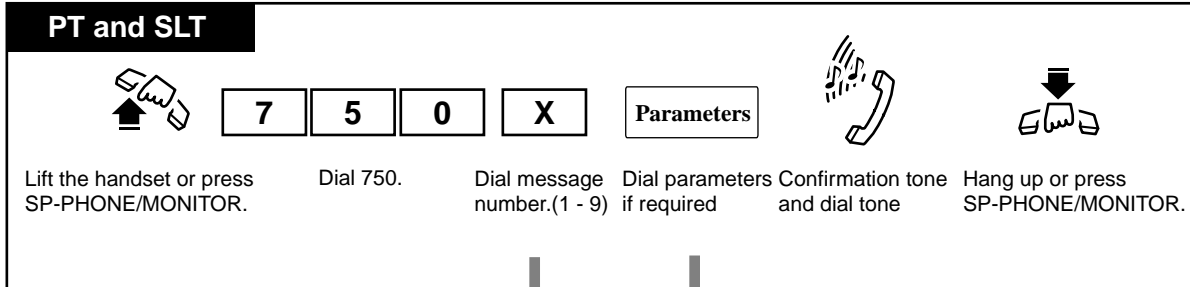 PT and SLT
7 5 0 X Parameters
Lift the handset or press
SP-PHONE/MONITOR.
Dial 750.
Dial message
number.(1 - 9)
Dial parameters
if required
Confirmation tone
and dial tone
Hang up or press
SP-PHONE/MONITOR.